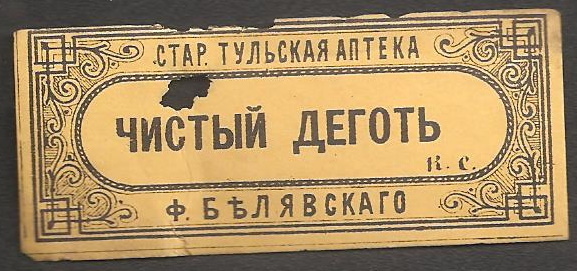 СТАР. ТУЛЬСКАЯ АПТЕКА
ЧИСТЫЙ ДЕГОТЬ
К. С.
Ф. БѢЛЯВСКАГО